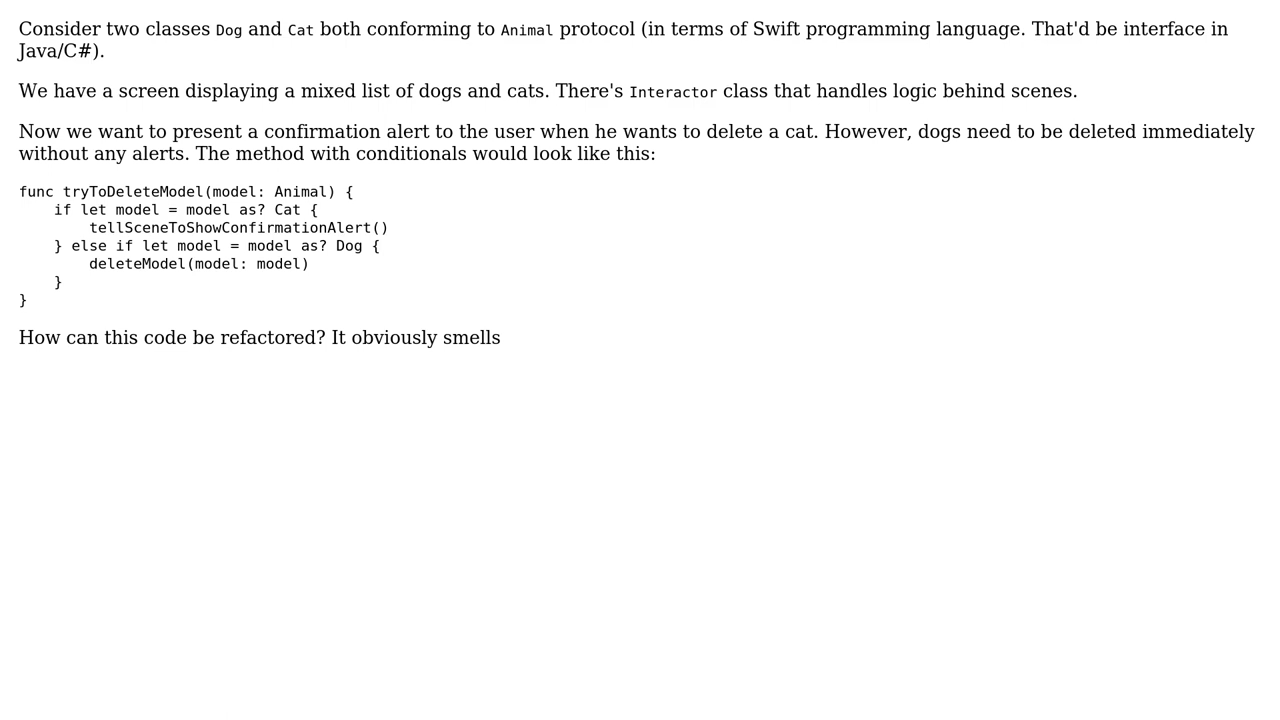 Consider two classes Dog and Cat both conforming to Animal protocol (in terms of Swift programming language. That'd be interface in
Java/C#).
We have a screen displaying a mixed list of dogs and cats. There's Interactor class that handles logic behind scenes.
Now we want to present a confirmation alert to the user when he wants to delete a cat. However, dogs need to be deleted immediately
without any alerts. The method with conditionals would look like this:
func tryToDeleteModel(model: Animal) {
    if let model = model as? Cat {
        tellSceneToShowConfirmationAlert()
    } else if let model = model as? Dog {
        deleteModel(model: model)
    }
}
How can this code be refactored? It obviously smells